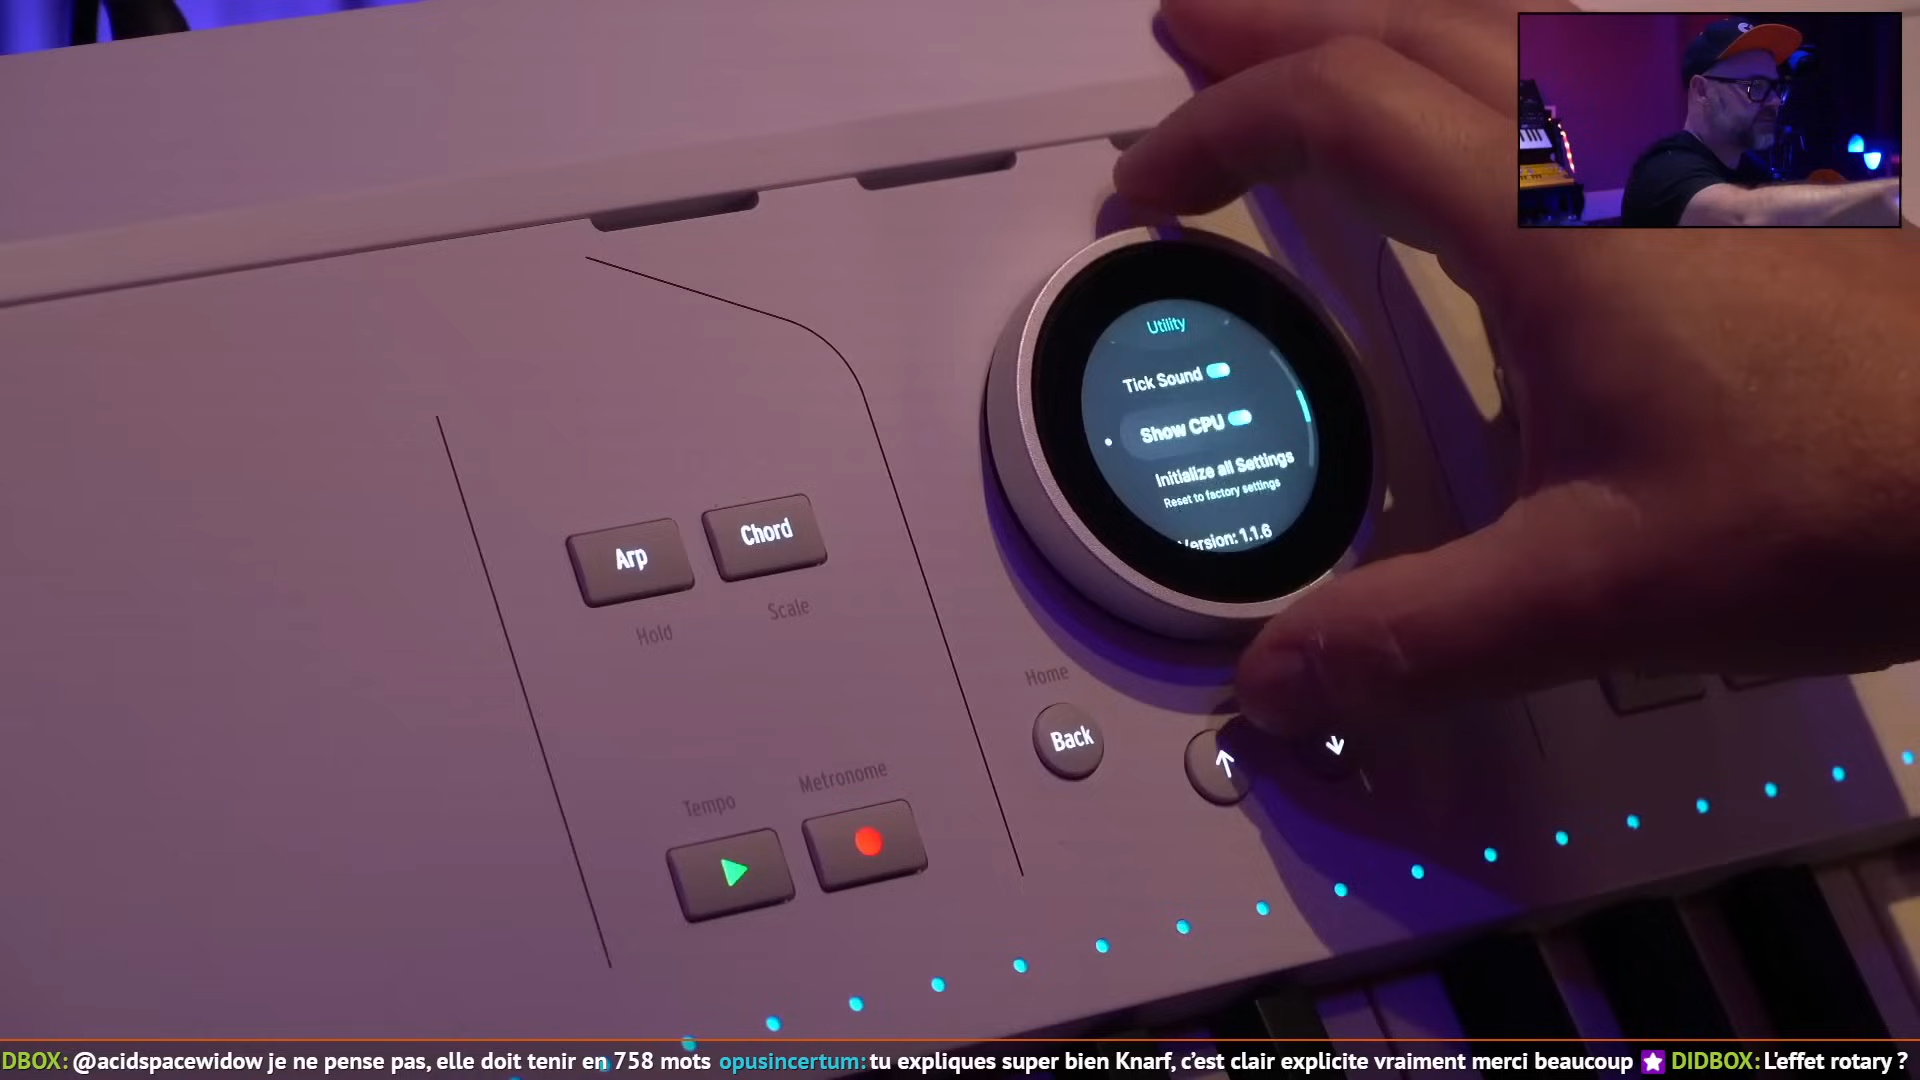 Utility
Tick Sound
Show CPU
Initialize all Settings
Reset to factory settings
Version: 1.1.6
Arp
Chord
Hold
Scale
Home
Back
Tempo
Metronome
DBOX: @acidspacewidow je ne pense pas, elle doit tenir en 758 mots opusincertum: tu expliques super bien Knarf, c'est clair explicite vraiment merci beaucoup DIDBOX: L'effet rotary ?